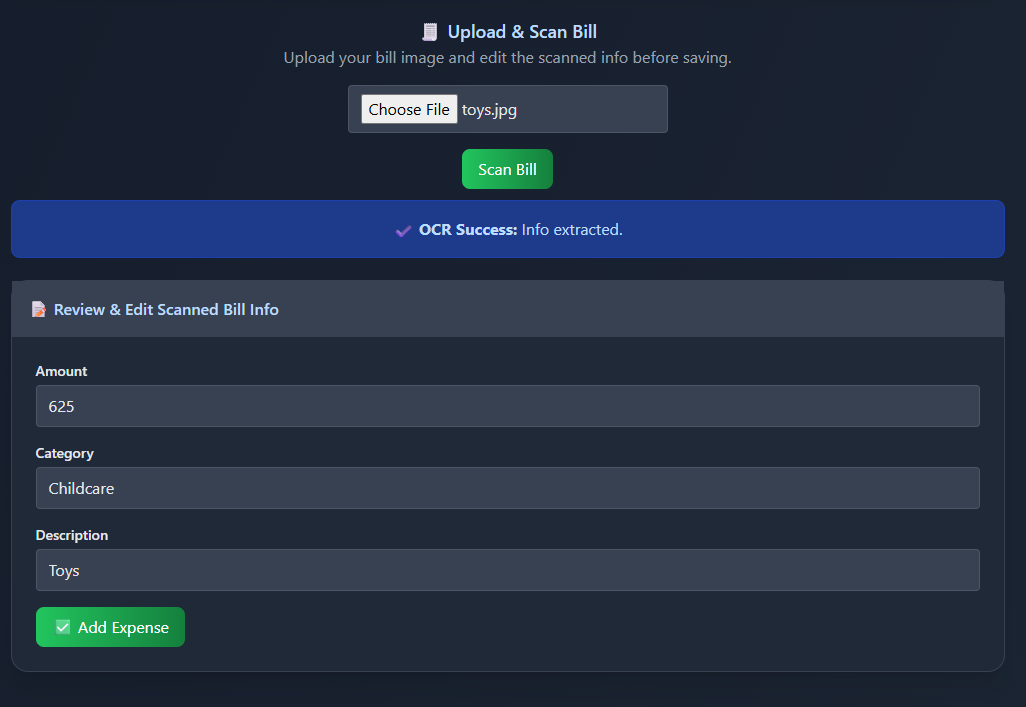 Upload & Scan Bill
Upload your bill image and edit the scanned info before saving.
Choose File toys.jpg
Scan Bill
OCR Success: Info extracted.
Review & Edit Scanned Bill Info
Amount
625
Category
Childcare
Description
Toys
Add Expense